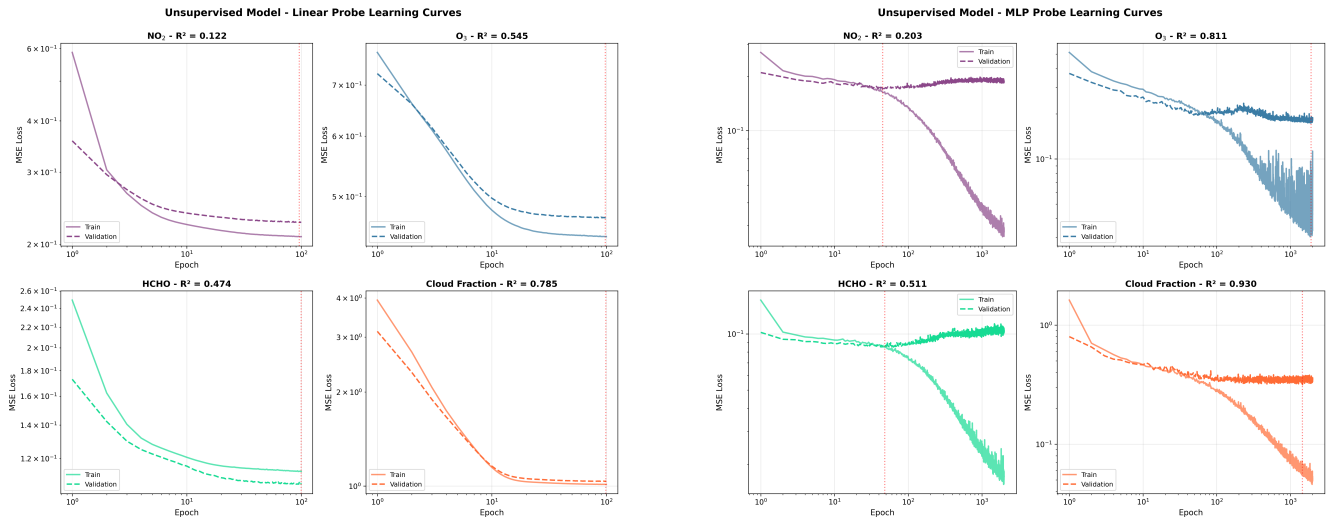 Unsupervised Model - Linear Probe Learning Curves
NO₂ - R² = 0.122
MSE Loss
6 × 10⁻¹
4 × 10⁻¹
3 × 10⁻¹
2 × 10⁻¹
Train
Validation
10⁰
10¹
10²
Epoch
O₃ - R² = 0.545
MSE Loss
7 × 10⁻¹
6 × 10⁻¹
5 × 10⁻¹
Train
Validation
10⁰
10¹
10²
Epoch
HCHO - R² = 0.474
MSE Loss
2.6 × 10⁻¹
2.4 × 10⁻¹
2.2 × 10⁻¹
2 × 10⁻¹
1.8 × 10⁻¹
1.6 × 10⁻¹
1.4 × 10⁻¹
1.2 × 10⁻¹
Train
Validation
10⁰
10¹
10²
Epoch
Cloud Fraction - R² = 0.785
MSE Loss
4 × 10⁰
3 × 10⁰
2 × 10⁰
10⁰
Train
Validation
10⁰
10¹
10²
Epoch
Unsupervised Model - MLP Probe Learning Curves
NO₂ - R² = 0.203
MSE Loss
10⁻¹
Train
Validation
10⁰
10¹
10²
10³
Epoch
O₃ - R² = 0.811
MSE Loss
10⁻¹
Train
Validation
10⁰
10¹
10²
10³
Epoch
HCHO - R² = 0.511
MSE Loss
10⁻¹
Train
Validation
10⁰
10¹
10²
10³
Epoch
Cloud Fraction - R² = 0.930
MSE Loss
10⁰
10⁻¹
Train
Validation
10⁰
10¹
10²
10³
Epoch